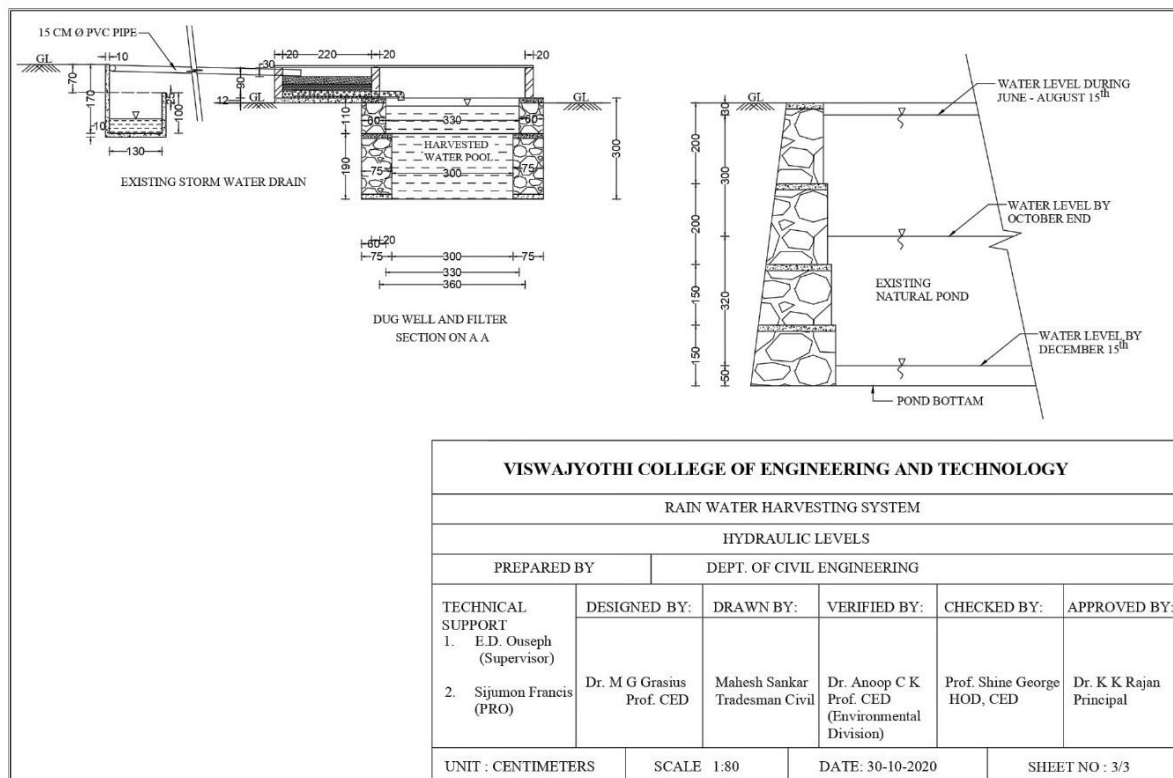 15 CM Ø PVC PIPE
GL
10
70
170
10
25
100
130
EXISTING STORM WATER DRAIN
20
220
20
20
30
90
12
GL
GL
110
60
330
60
HARVESTED
WATER POOL
190
75
300
75
300
20
60
75
300
75
330
360
DUG WELL AND FILTER
SECTION ON A A
GL
30
200
300
200
320
150
150
50
WATER LEVEL DURING
JUNE - AUGUST 15th
WATER LEVEL BY
OCTOBER END
EXISTING
NATURAL POND
WATER LEVEL BY
DECEMBER 15th
POND BOTTAM
VISWAJYOTHI COLLEGE OF ENGINEERING AND TECHNOLOGY
RAIN WATER HARVESTING SYSTEM
HYDRAULIC LEVELS
PREPARED BY DEPT. OF CIVIL ENGINEERING
TECHNICAL
SUPPORT
1. E.D. Ouseph
(Supervisor)
2. Sijumon Francis
(PRO)
DESIGNED BY:
Dr. M G Grasius
Prof. CED
DRAWN BY:
Mahesh Sankar
Tradesman Civil
VERIFIED BY:
Dr. Anoop C K
Prof. CED
(Environmental
Division)
CHECKED BY:
Prof. Shine George
HOD, CED
APPROVED BY:
Dr. K K Rajan
Principal
UNIT : CENTIMETERS SCALE 1:80 DATE: 30-10-2020 SHEET NO : 3/3